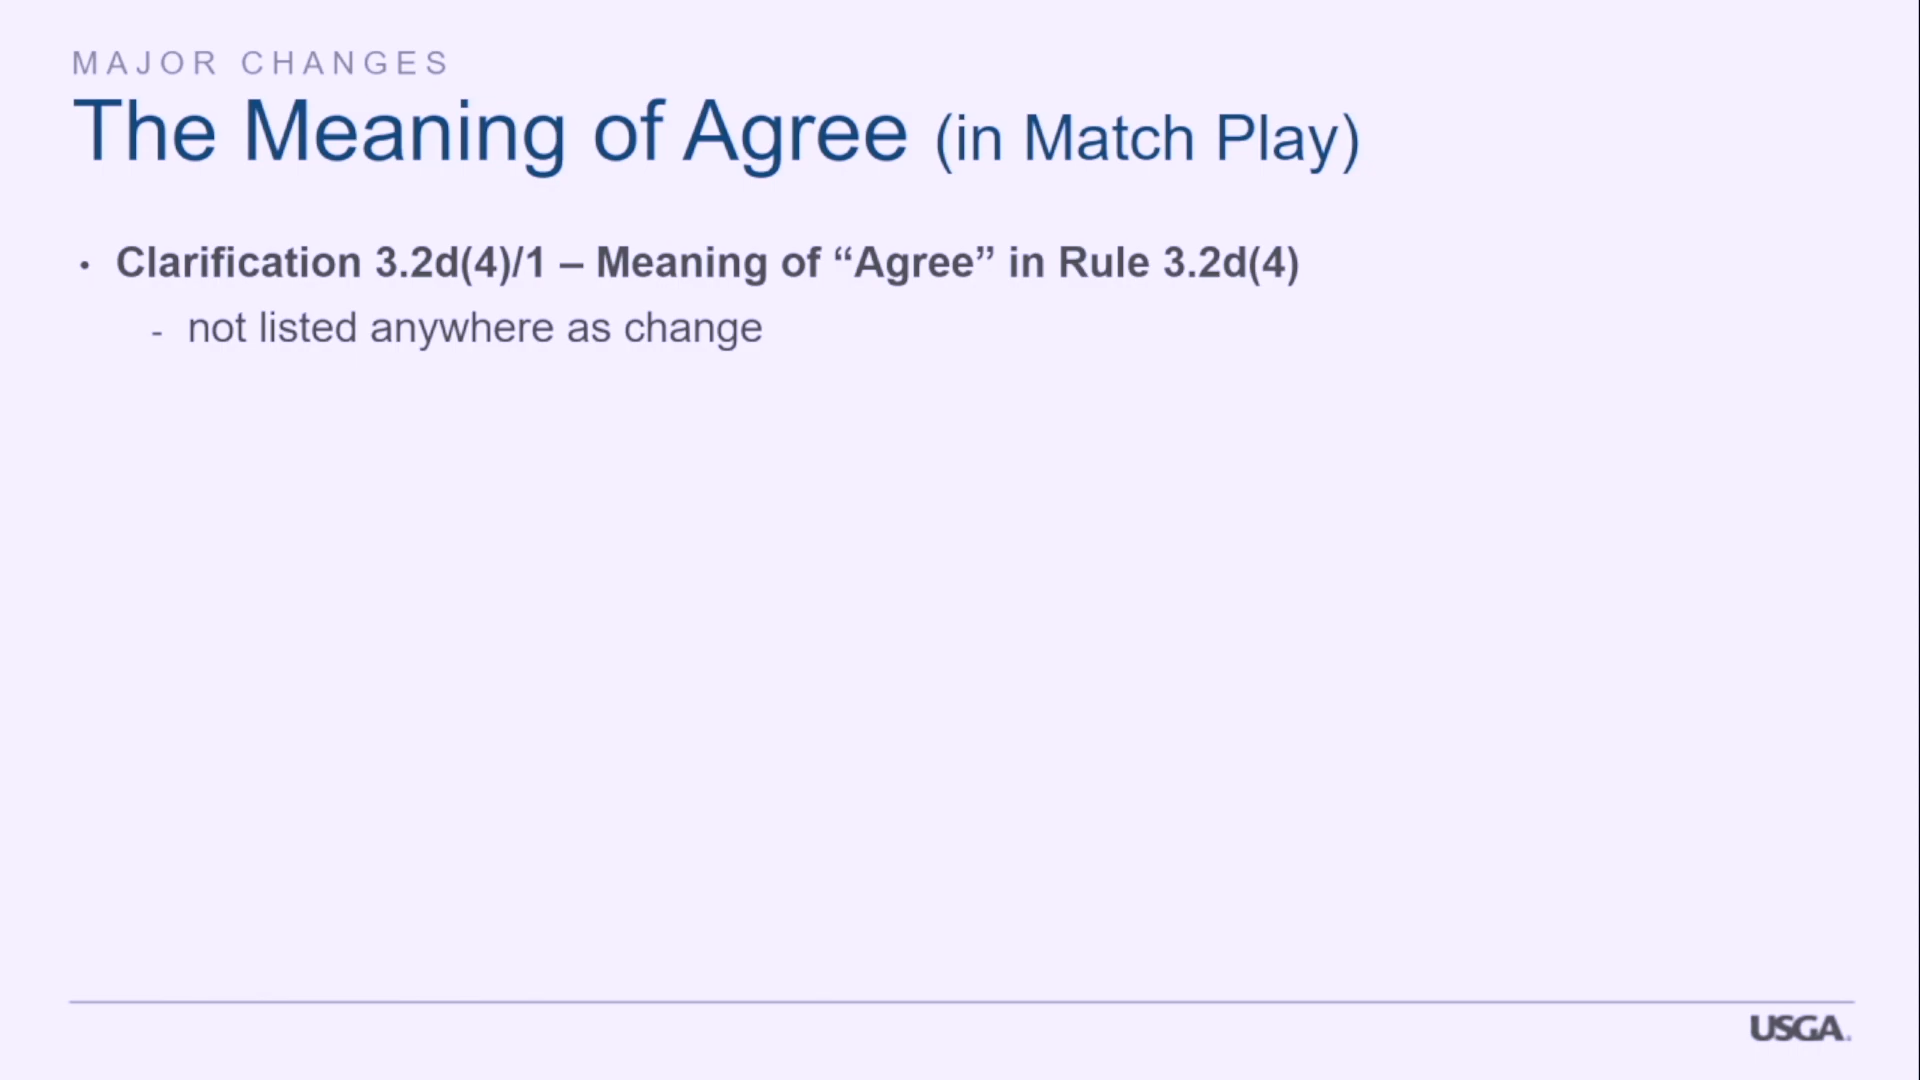 MAJOR CHANGES
The Meaning of Agree (in Match Play)
• Clarification 3.2d(4)/1 – Meaning of “Agree” in Rule 3.2d(4)
- not listed anywhere as change
USGA.